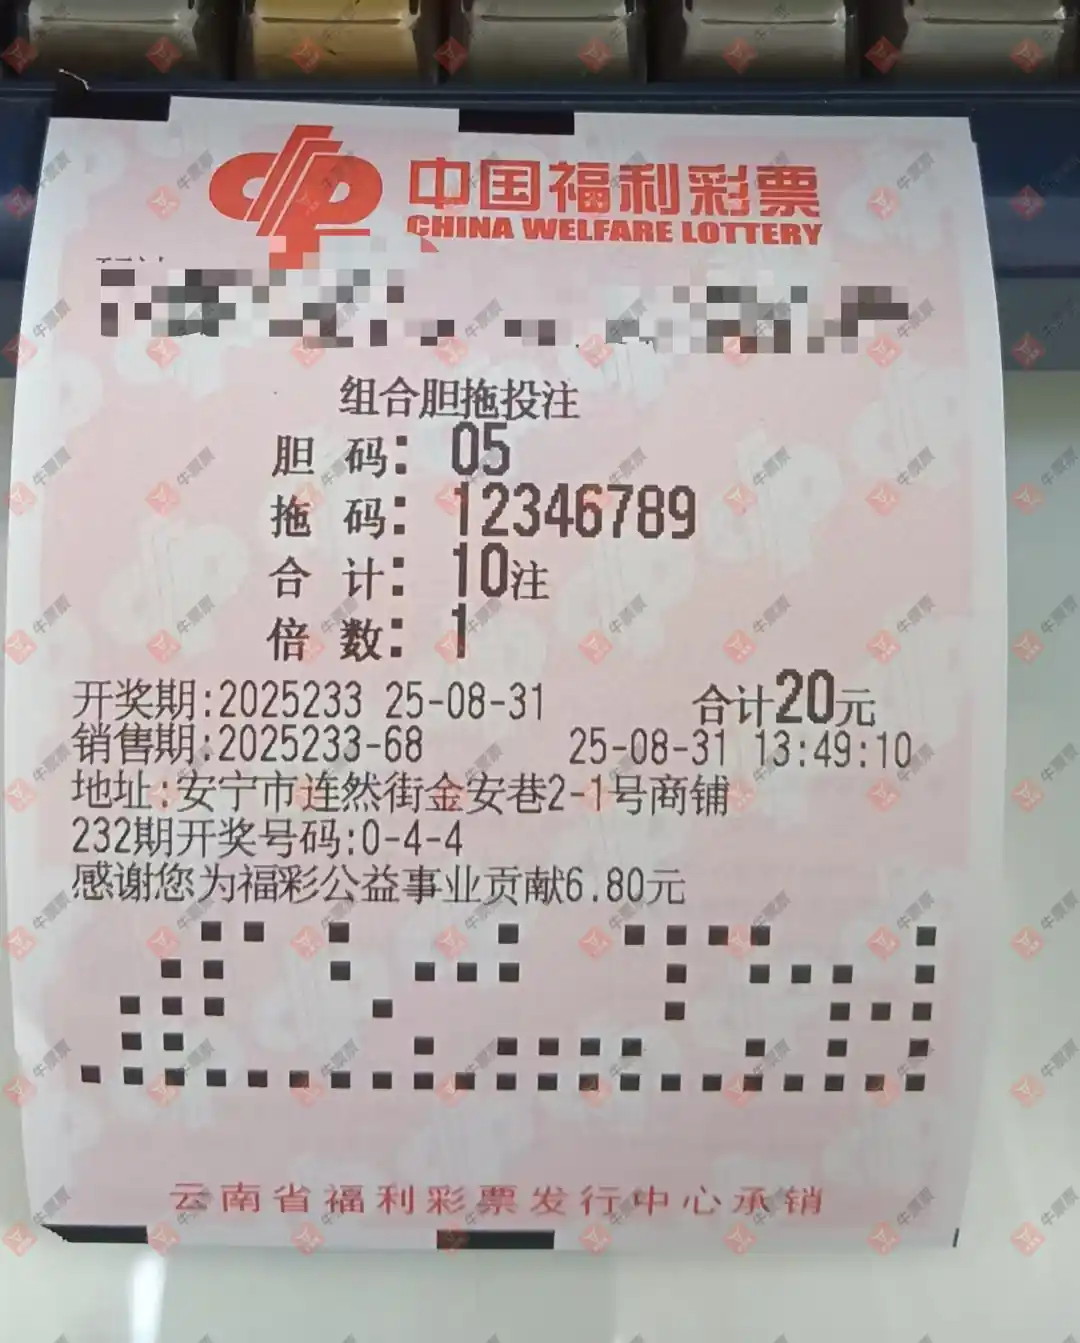 中国福利彩票
CHINA WELFARE LOTTERY
组合胆拖投注
胆 码: 05
拖 码: 12346789
合 计: 10注
倍 数: 1
开奖期:2025233 25-08-31 合计20元
销售期:2025233-68 25-08-31 13:49:10
地址:安宁市连然街金安巷2-1号商铺
232期开奖号码:0-4-4
感谢您为福彩公益事业贡献6.80元
云南省福利彩票发行中心承销
牛票票